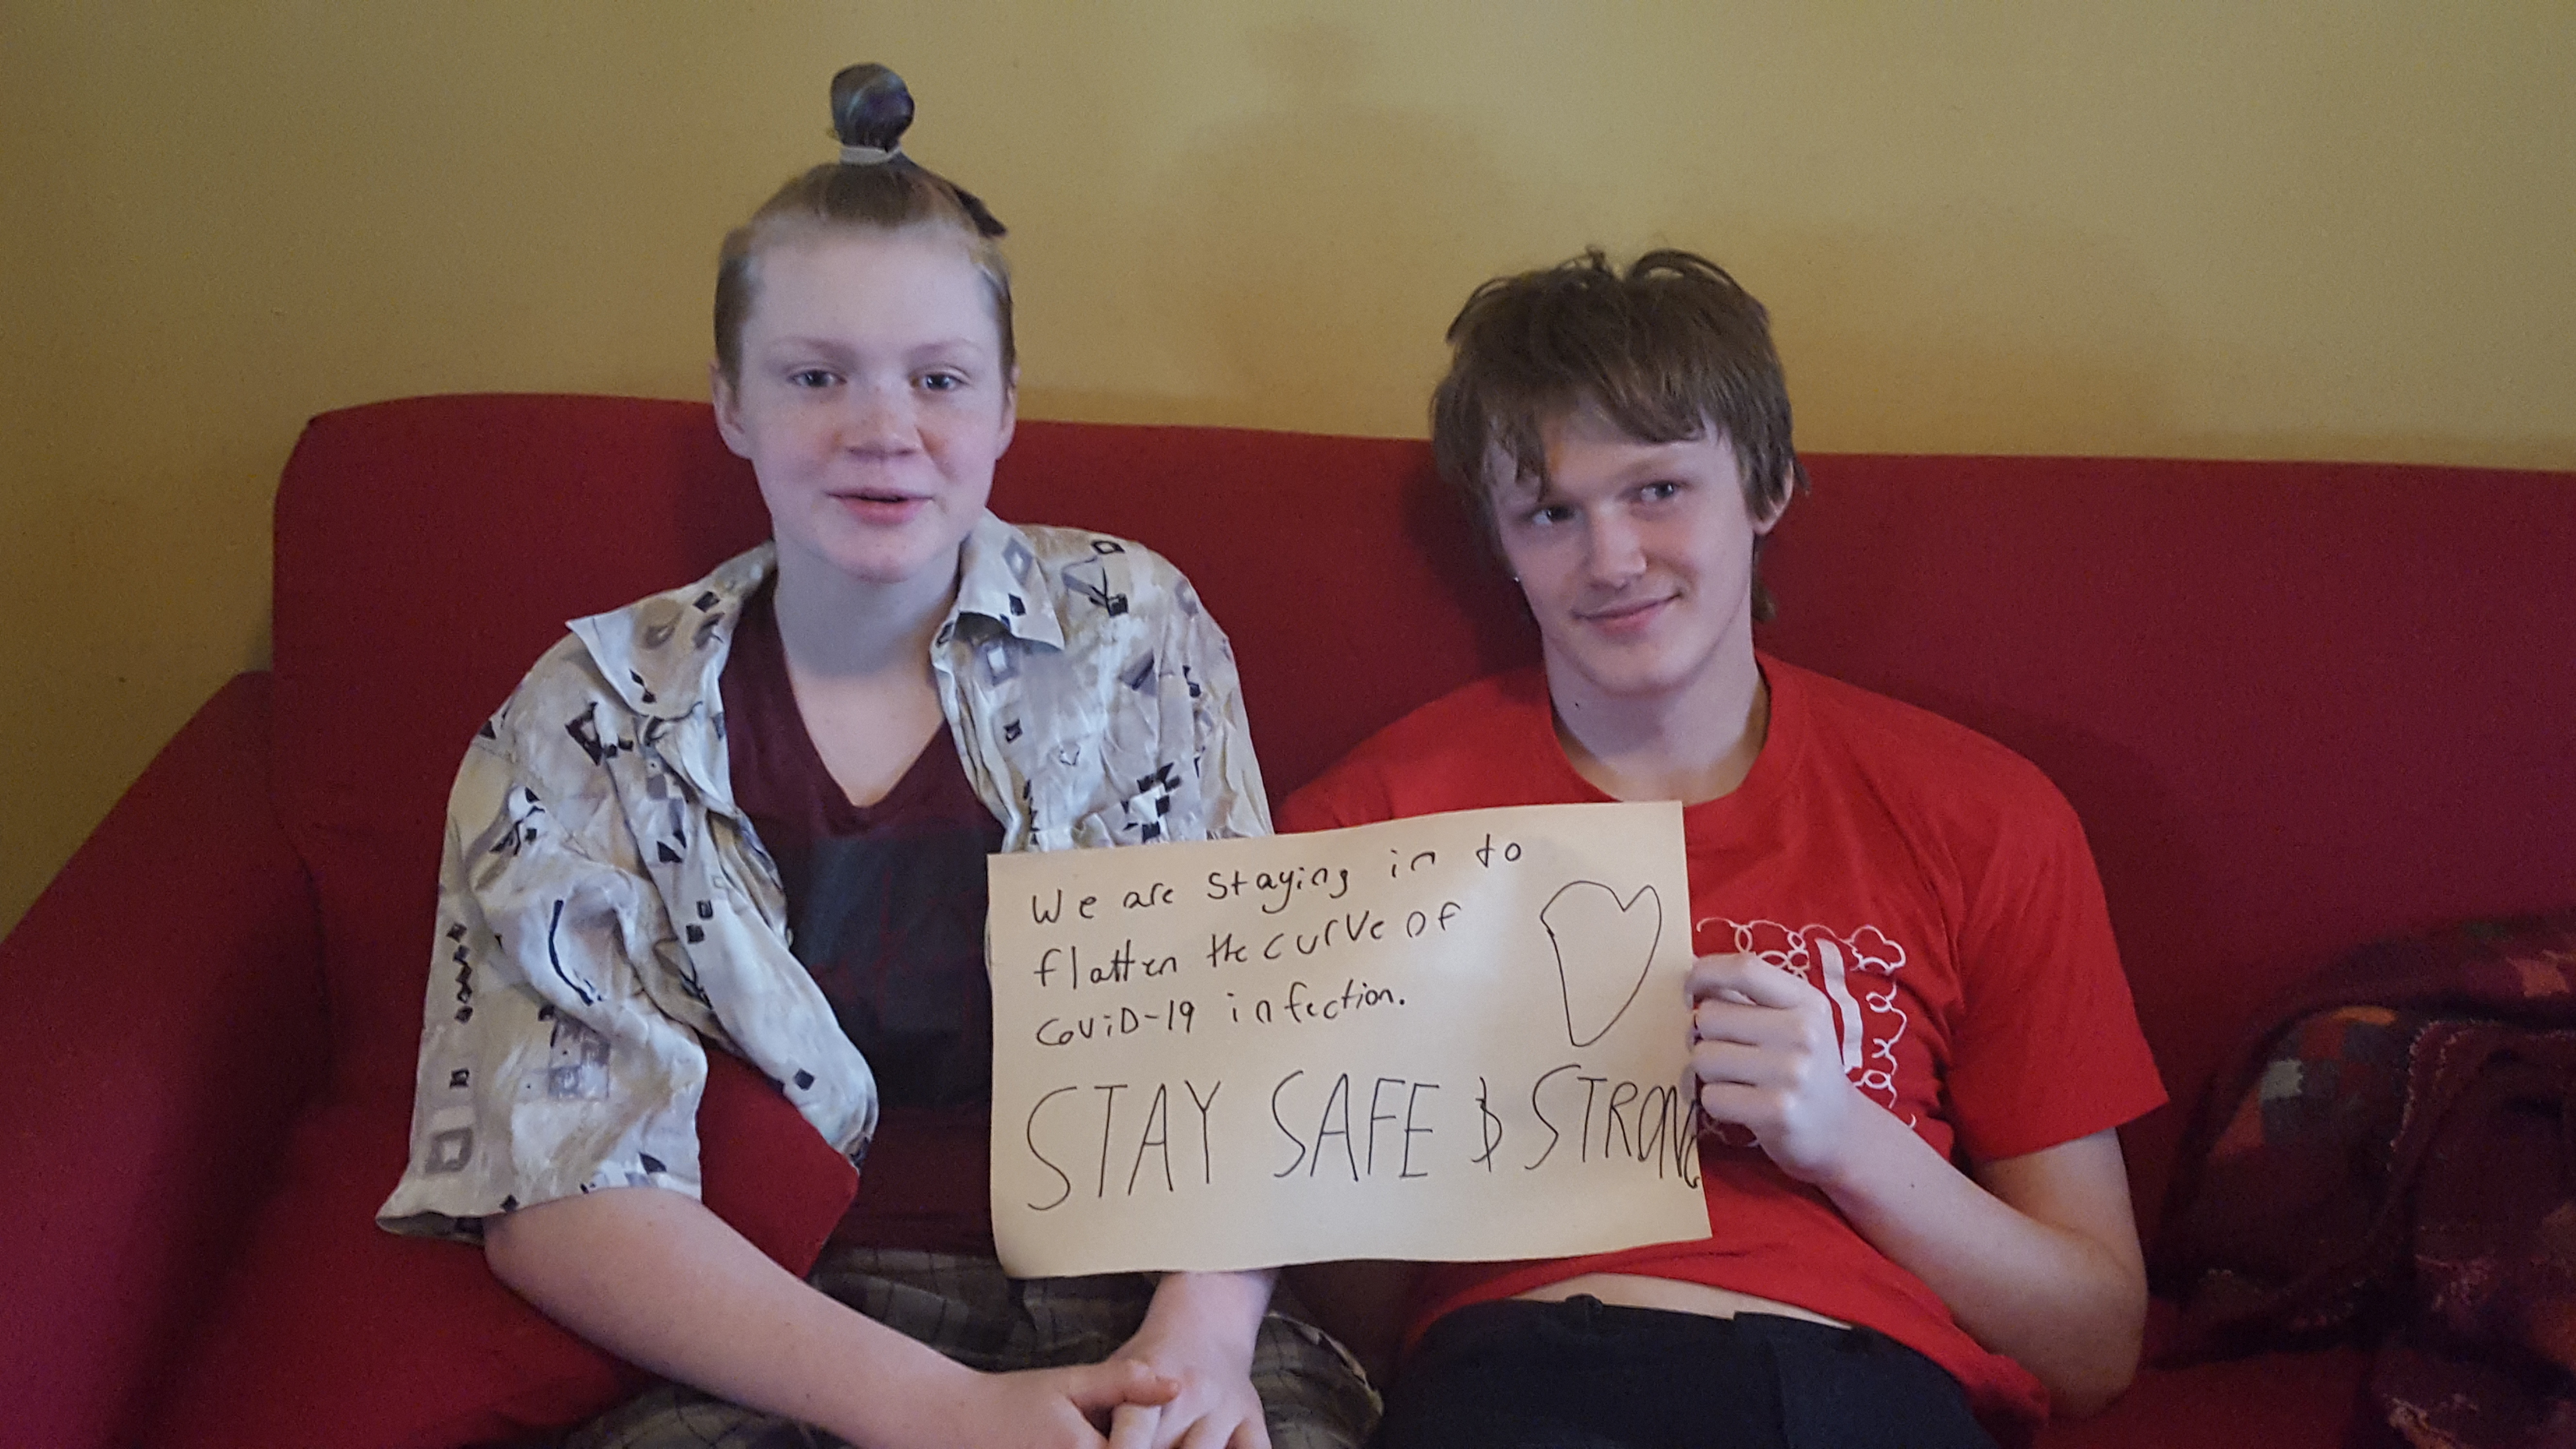 We are staying in to
flatten the curve of
CoviD-19 infection.
STAY SAFE & STRONG